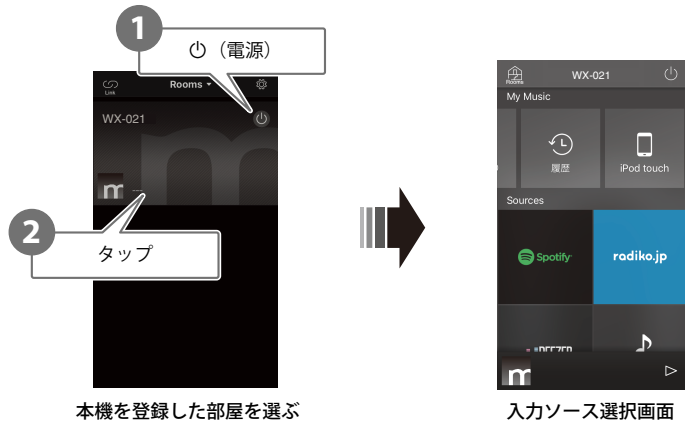 1
⏻（電源）
Link
Rooms
WX-021
m
---
2
タップ
本機を登録した部屋を選ぶ
Rooms
WX-021
My Music
履歴
iPod touch
Sources
Spotify
radiko.jp
DEEZER
m
入力ソース選択画面